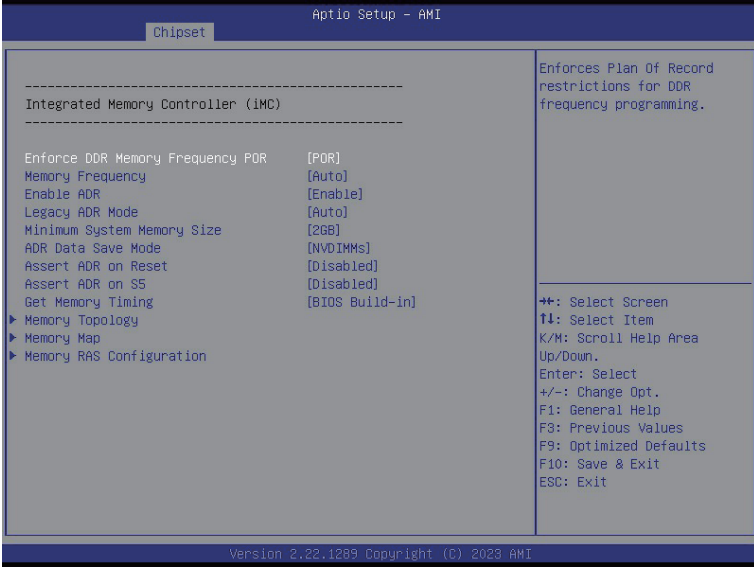 Aptio Setup – AMI
Chipset
------------------------------------------------------------
Integrated Memory Controller (iMC)
------------------------------------------------------------
Enforce DDR Memory Frequency POR [POR]
Memory Frequency [Auto]
Enable ADR [Enable]
Legacy ADR Mode [Auto]
Minimum System Memory Size [2GB]
ADR Data Save Mode [NVDIMMs]
Assert ADR on Reset [Disabled]
Assert ADR on S5 [Disabled]
Get Memory Timing [BIOS Build-in]
▶ Memory Topology
▶ Memory Map
▶ Memory RAS Configuration
Enforces Plan Of Record
restrictions for DDR
frequency programming.
→←: Select Screen
↑↓: Select Item
K/M: Scroll Help Area
Up/Down.
Enter: Select
+/-: Change Opt.
F1: General Help
F3: Previous Values
F9: Optimized Defaults
F10: Save & Exit
ESC: Exit
Version 2.22.1289 Copyright (C) 2023 AMI